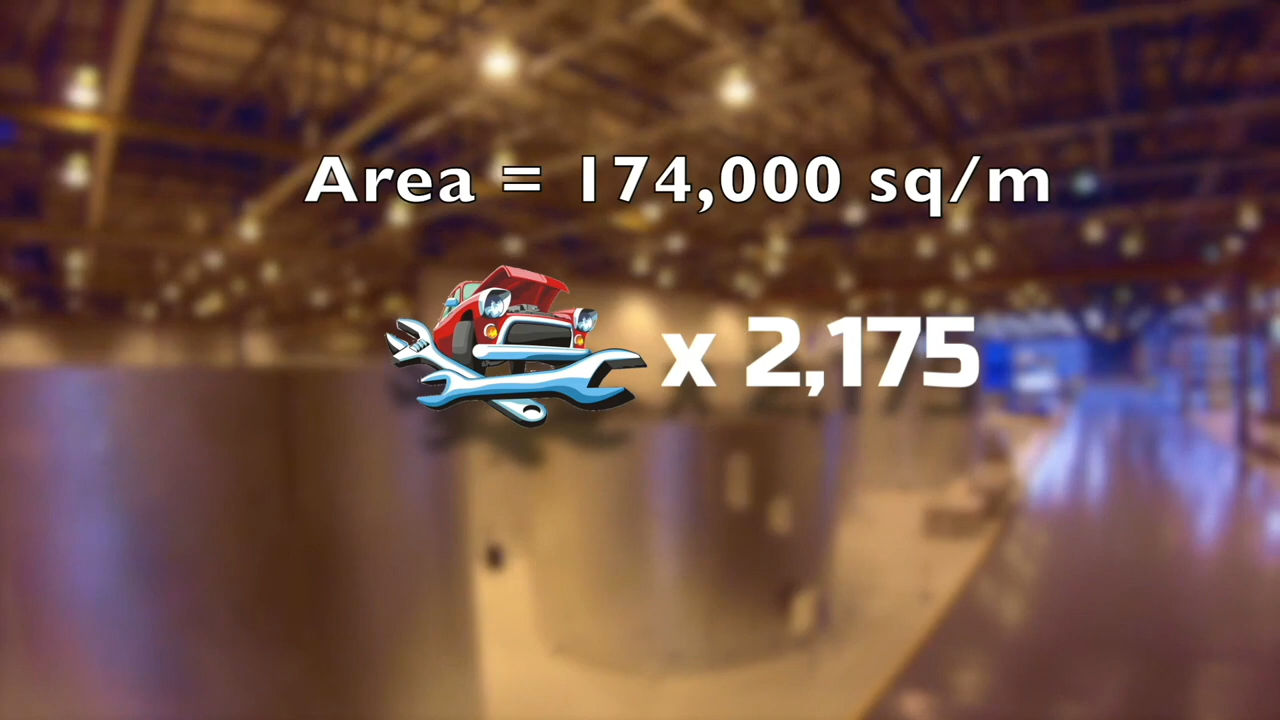 Area = 174,000 sq/m
x 2,175